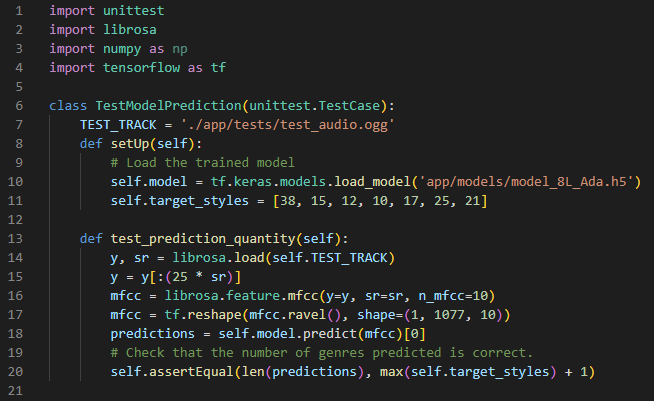 1 import unittest
2 import librosa
3 import numpy as np
4 import tensorflow as tf
5
6 class TestModelPrediction(unittest.TestCase):
7     TEST_TRACK = './app/tests/test_audio.ogg'
8     def setUp(self):
9         # Load the trained model
10         self.model = tf.keras.models.load_model('app/models/model_8L_Ada.h5')
11         self.target_styles = [38, 15, 12, 10, 17, 25, 21]
12
13     def test_prediction_quantity(self):
14         y, sr = librosa.load(self.TEST_TRACK)
15         y = y[:(25 * sr)]
16         mfcc = librosa.feature.mfcc(y=y, sr=sr, n_mfcc=10)
17         mfcc = tf.reshape(mfcc.ravel(), shape=(1, 1077, 10))
18         predictions = self.model.predict(mfcc)[0]
19         # Check that the number of genres predicted is correct.
20         self.assertEqual(len(predictions), max(self.target_styles) + 1)
21